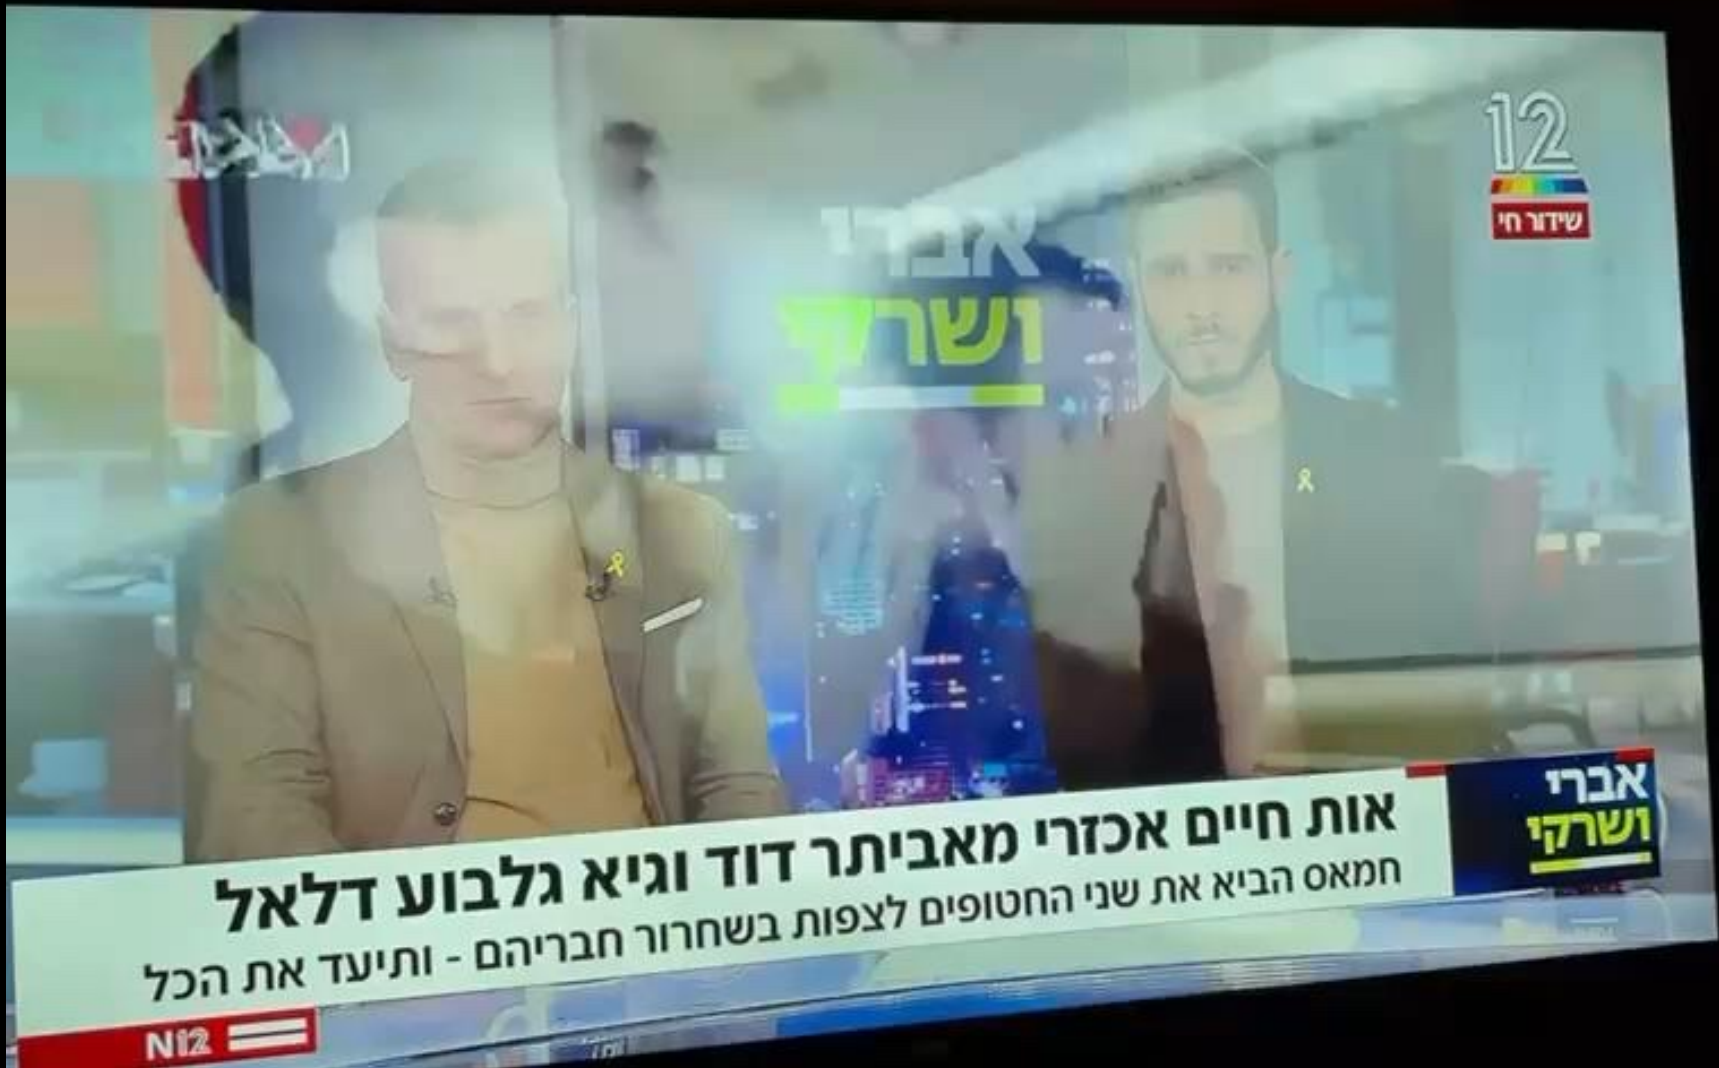 12
שידור חי
אברי
ושרקי
אברי
ושרקי
אות חיים אכזרי מאביתר דוד וגיא גלבוע דלאל
חמאס הביא את שני החטופים לצפות בשחרור חבריהם - ותיעד את הכל
N12